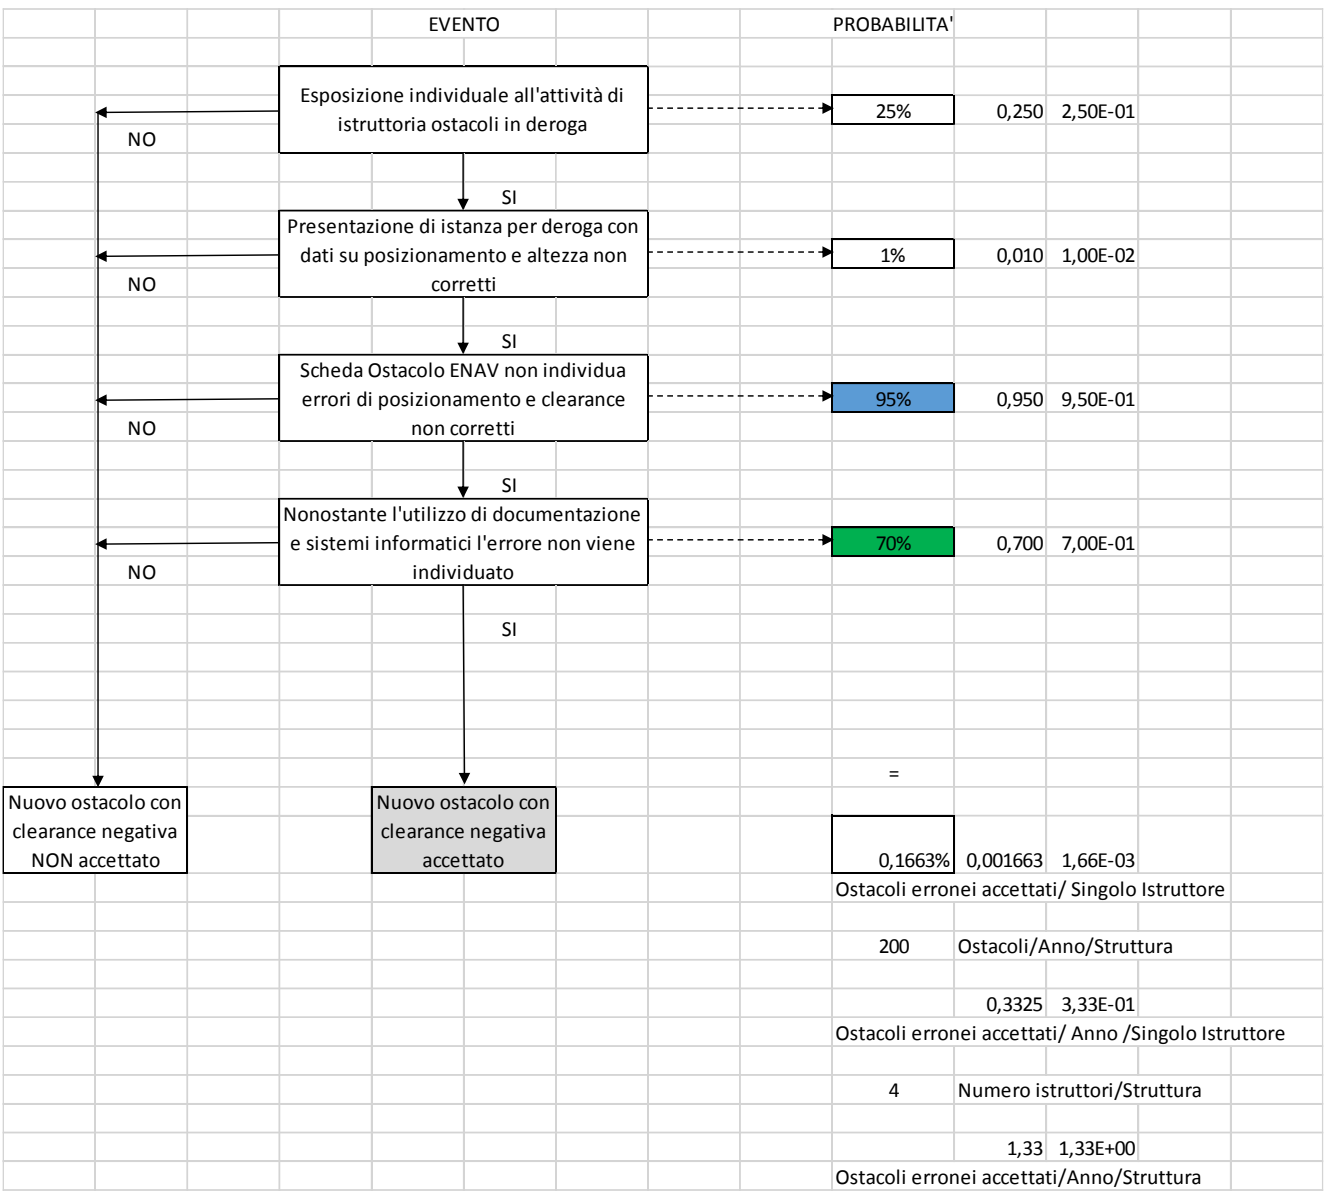 EVENTO PROBABILITA'
Esposizione individuale all'attività di
istruttoria ostacoli in deroga
25% 0,250 2,50E-01
NO
SI
Presentazione di istanza per deroga con
dati su posizionamento e altezza non
corretti
1% 0,010 1,00E-02
NO
SI
Scheda Ostacolo ENAV non individua
errori di posizionamento e clearance
non corretti
95% 0,950 9,50E-01
NO
SI
Nonostante l'utilizzo di documentazione
e sistemi informatici l'errore non viene
individuato
70% 0,700 7,00E-01
NO
SI
=
Nuovo ostacolo con
clearance negativa
NON accettato
Nuovo ostacolo con
clearance negativa
accettato
0,1663% 0,001663 1,66E-03
Ostacoli erronei accettati/ Singolo Istruttore
200 Ostacoli/Anno/Struttura
0,3325 3,33E-01
Ostacoli erronei accettati/ Anno /Singolo Istruttore
4 Numero istruttori/Struttura
1,33 1,33E+00
Ostacoli erronei accettati/Anno/Struttura